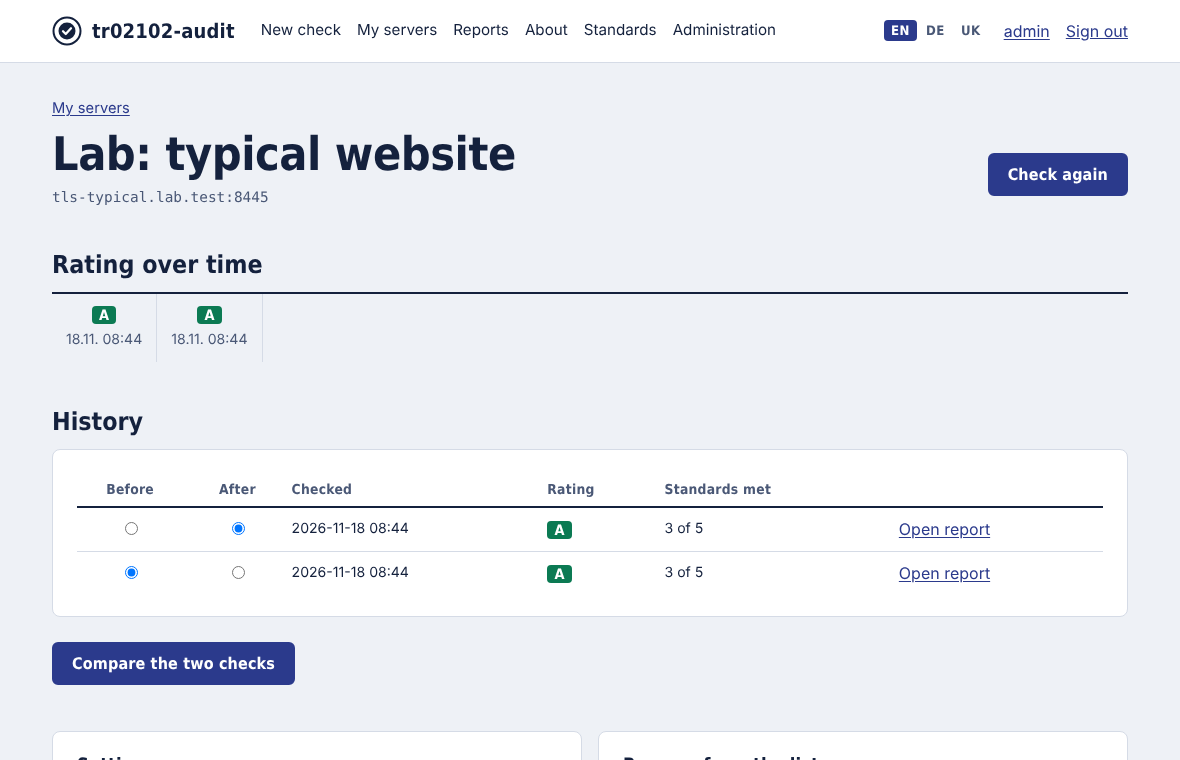 tr02102-audit New check My servers Reports About Standards Administration EN DE UK admin Sign out
My servers
Lab: typical website
Check again
tls-typical.lab.test:8445
Rating over time
A A
18.11. 08:44 18.11. 08:44
History
Before After Checked Rating Standards met
2026-11-18 08:44 A 3 of 5 Open report
2026-11-18 08:44 A 3 of 5 Open report
Compare the two checks